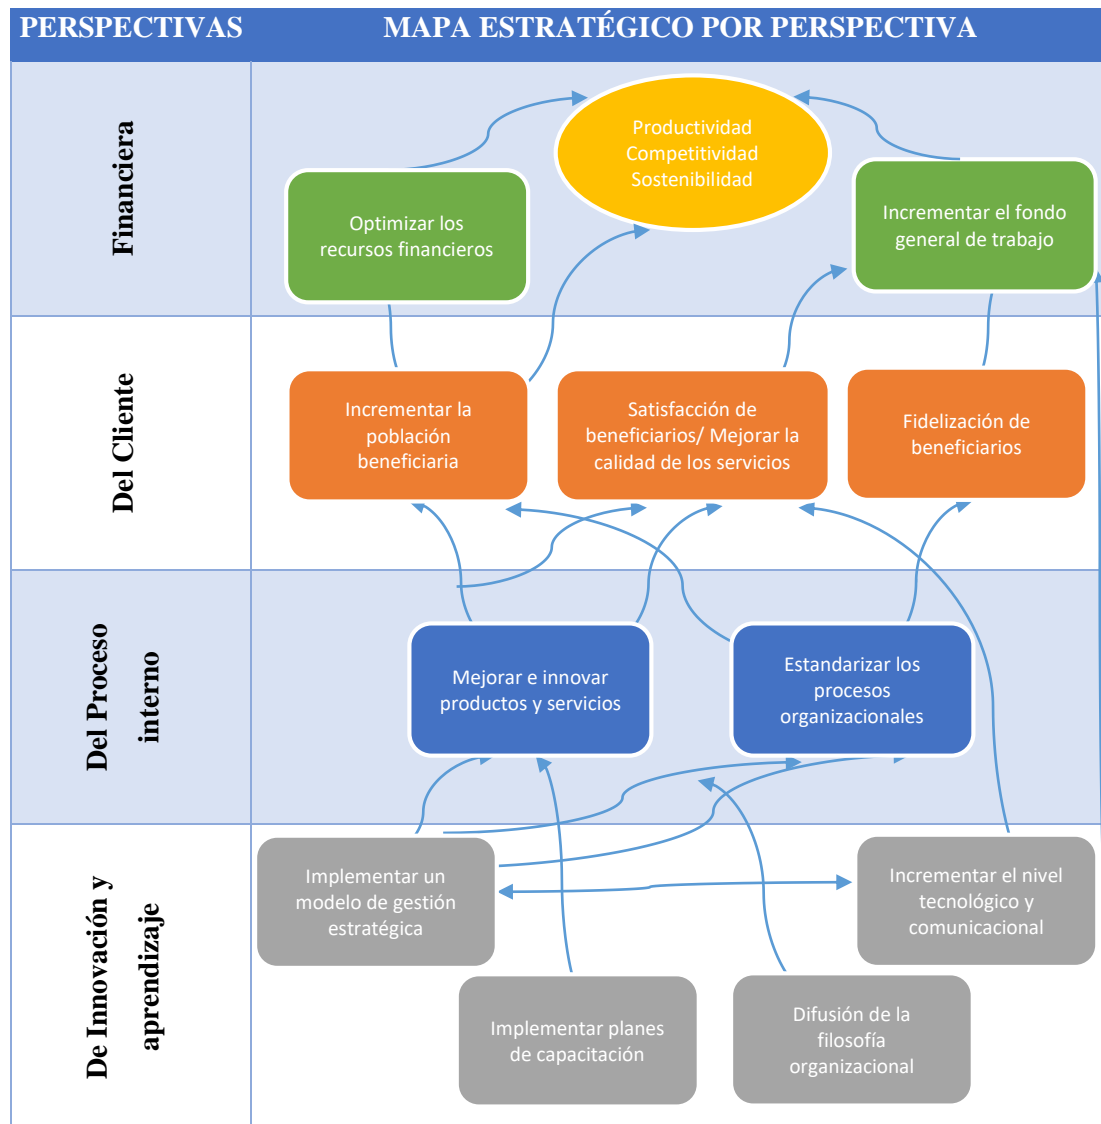 PERSPECTIVAS
MAPA ESTRATÉGICO POR PERSPECTIVA
Financiera
Productividad
Competitividad
Sostenibilidad
Optimizar los
recursos financieros
Incrementar el fondo
general de trabajo
Del Cliente
Incrementar la
población
beneficiaria
Satisfacción de
beneficiarios/ Mejorar la
calidad de los servicios
Fidelización de
beneficiarios
Del Proceso
interno
Mejorar e innovar
productos y servicios
Estandarizar los
procesos
organizacionales
De Innovación y
aprendizaje
Implementar un
modelo de gestión
estratégica
Incrementar el nivel
tecnológico y
comunicacional
Implementar planes
de capacitación
Difusión de la
filosofía
organizacional